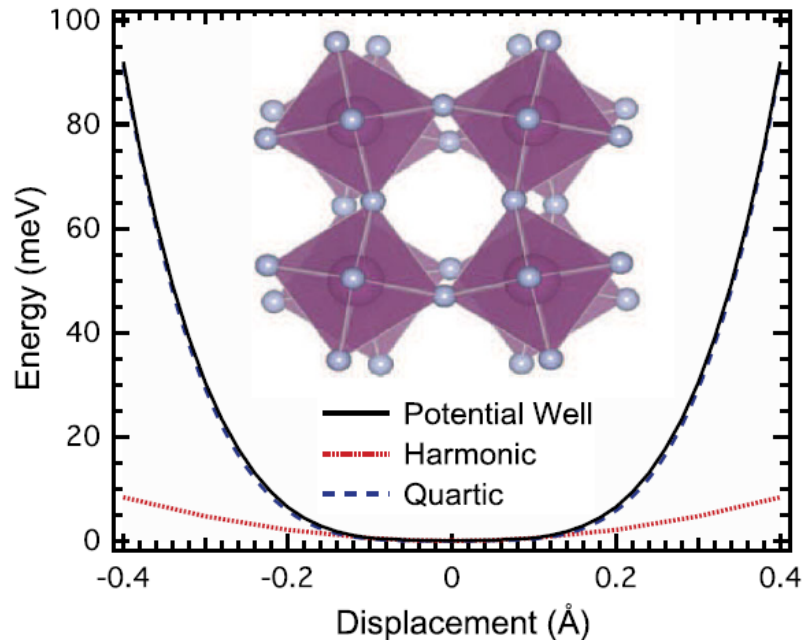 100
80
60
40
20
0
Energy (meV)
Potential Well
Harmonic
Quartic
-0.4 -0.2 0 0.2 0.4
Displacement (Å)